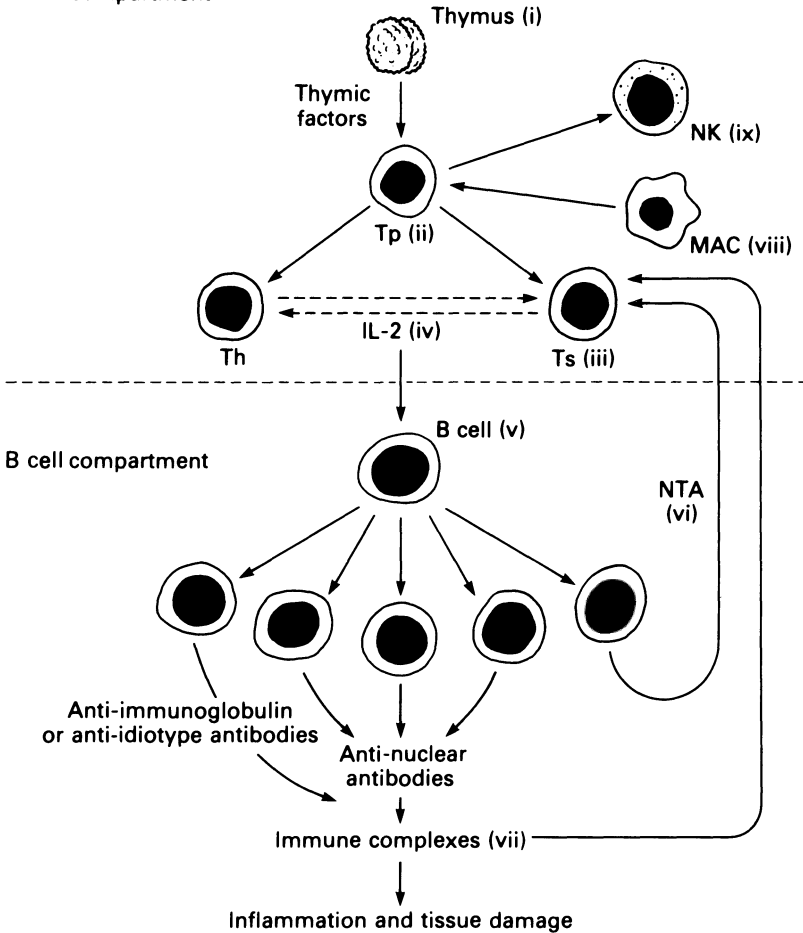 Thymus (i)
Thymic
factors
NK (ix)
Tp (ii)
MAC (viii)
IL-2 (iv)
Th
Ts (iii)
B cell (v)
B cell compartment
NTA
(vi)
Anti-immunoglobulin
or anti-idiotype antibodies
Anti-nuclear
antibodies
Immune complexes (vii)
Inflammation and tissue damage